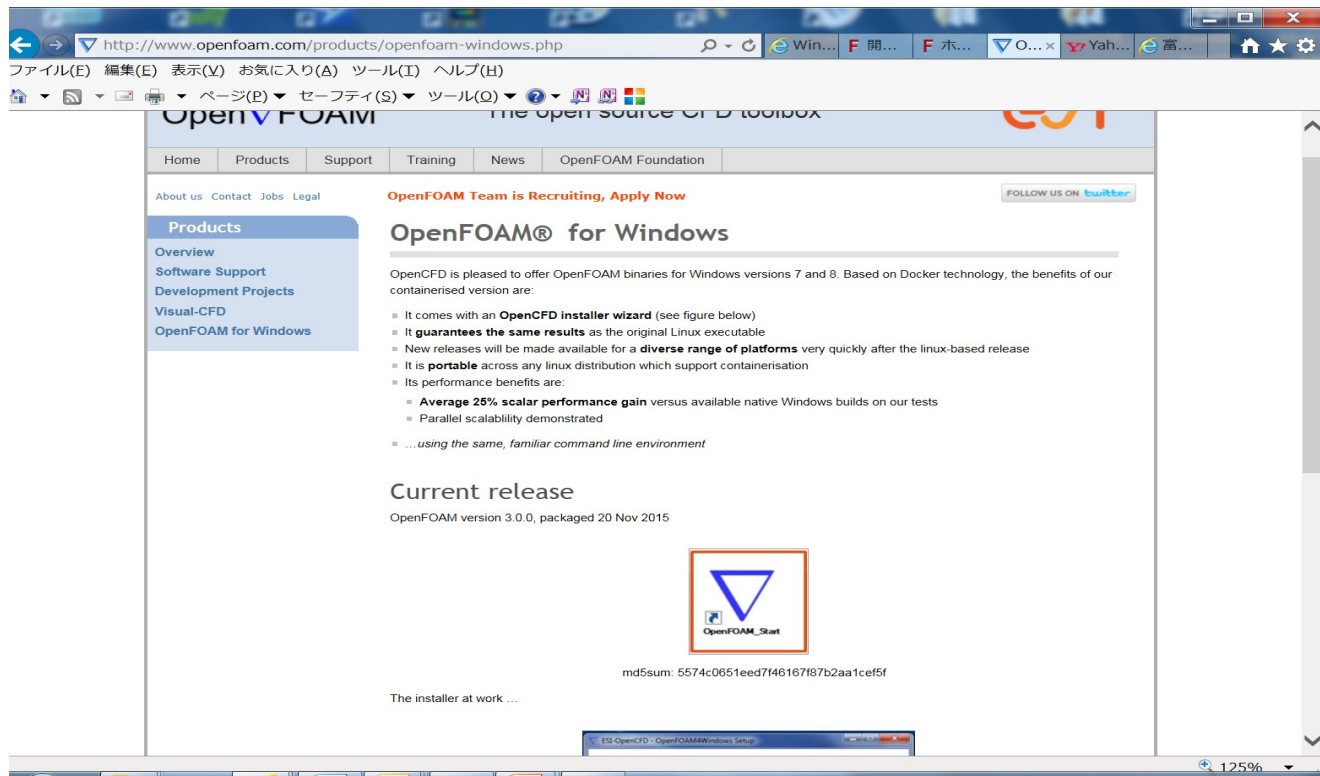 http://www.openfoam.com/products/openfoam-windows.php
Win... F 開... F ホ... O...× Yah... 富...
ファイル(F) 編集(E) 表示(V) お気に入り(A) ツール(T) ヘルプ(H)
ページ(P) セーフティ(S) ツール(O)
Open FOAM The open source CFD toolbox
Home Products Support Training News OpenFOAM Foundation
About us Contact Jobs Legal
OpenFOAM Team is Recruiting, Apply Now
FOLLOW US ON twitter
Products
Overview
Software Support
Development Projects
Visual-CFD
OpenFOAM for Windows
OpenFOAM® for Windows
OpenCFD is pleased to offer OpenFOAM binaries for Windows versions 7 and 8. Based on Docker technology, the benefits of our
containerised version are:
It comes with an OpenCFD installer wizard (see figure below)
It guarantees the same results as the original Linux executable
New releases will be made available for a diverse range of platforms very quickly after the linux-based release
It is portable across any linux distribution which support containerisation
Its performance benefits are:
Average 25% scalar performance gain versus available native Windows builds on our tests
Parallel scalablility demonstrated
…using the same, familiar command line environment
Current release
OpenFOAM version 3.0.0, packaged 20 Nov 2015
OpenFOAM_Start
md5sum: 5574c0651eed7f46167f87b2aa1cef5f
The installer at work …
ESI-OpenCFD - OpenFOAM4Windows Setup
125%